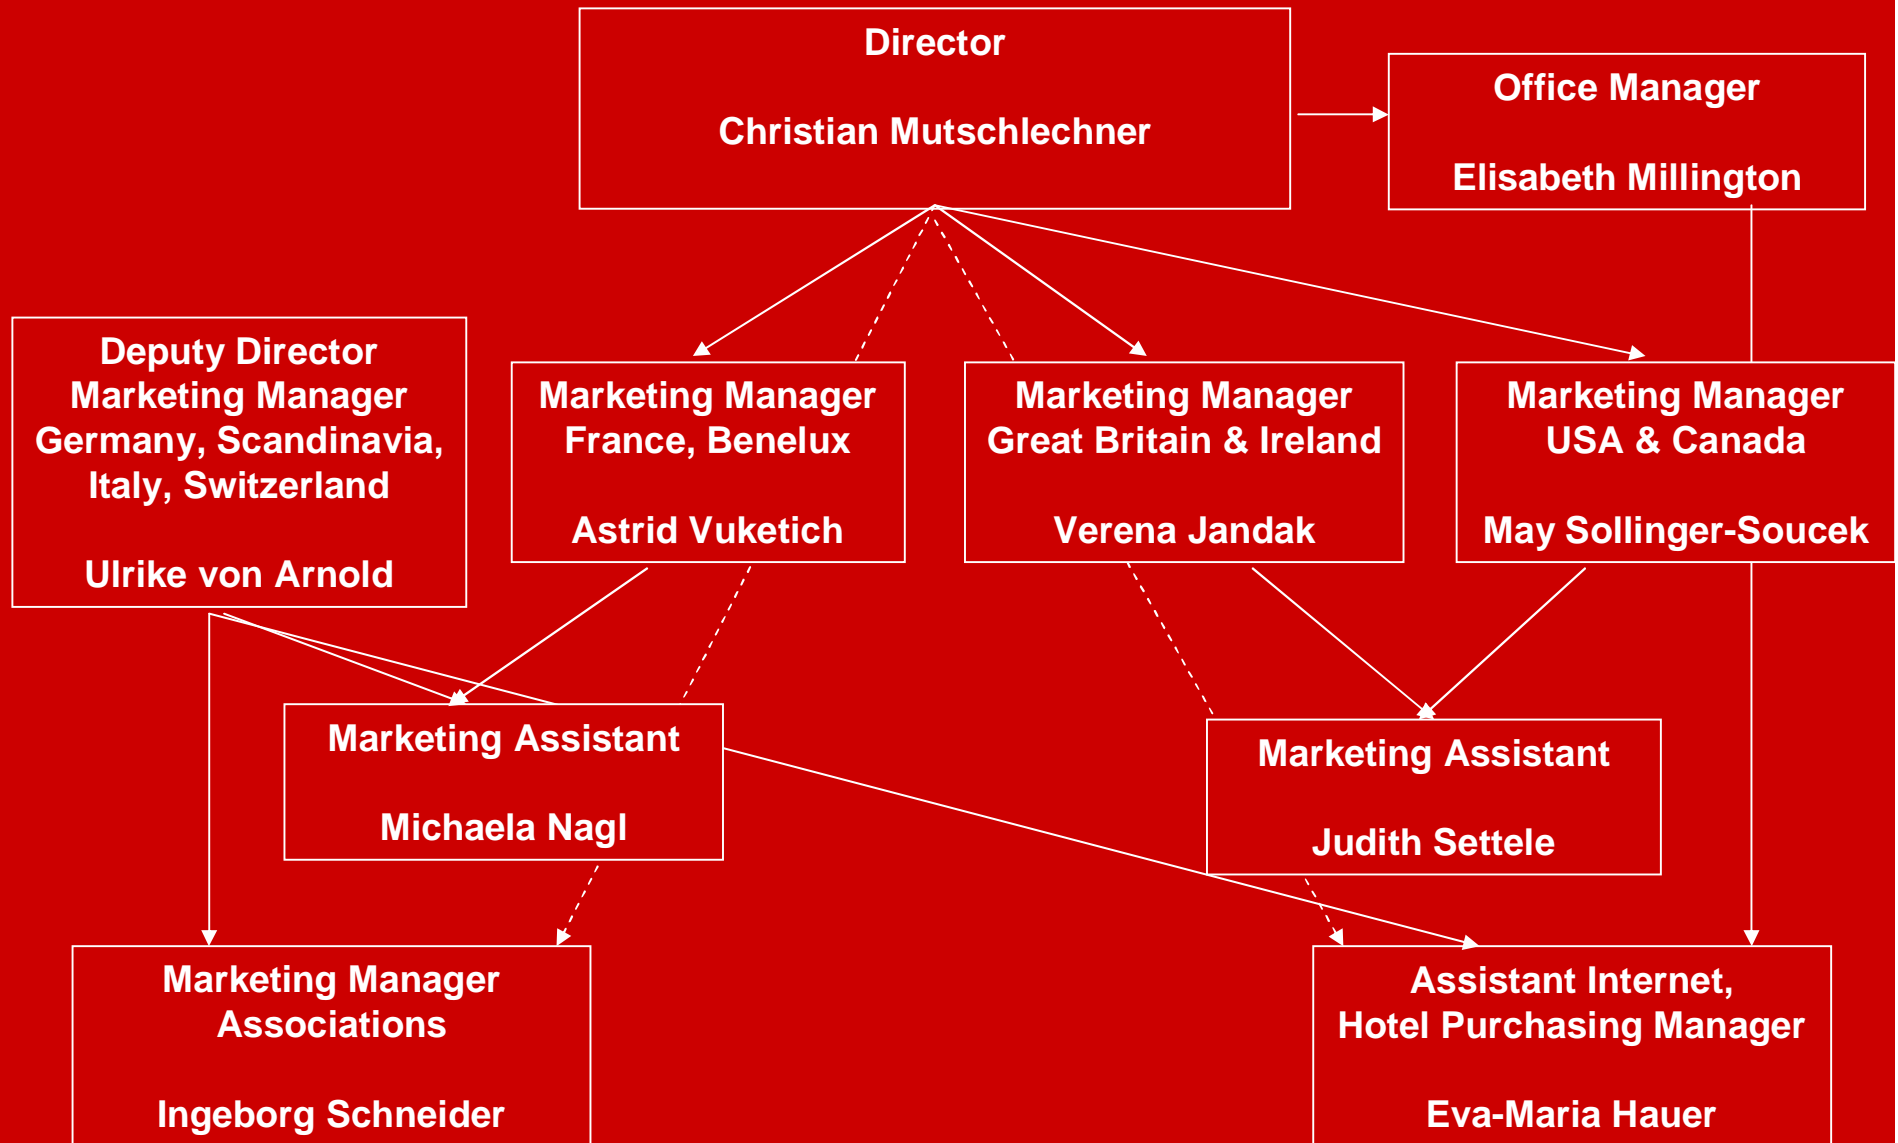 Director
Christian Mutschlechner
Office Manager
Elisabeth Millington
Deputy Director
Marketing Manager
Germany, Scandinavia,
Italy, Switzerland
Ulrike von Arnold
Marketing Manager
France, Benelux
Astrid Vuketich
Marketing Manager
Great Britain & Ireland
Verena Jandak
Marketing Manager
USA & Canada
May Sollinger-Soucek
Marketing Assistant
Michaela Nagl
Marketing Assistant
Judith Settele
Marketing Manager
Associations
Ingeborg Schneider
Assistant Internet,
Hotel Purchasing Manager
Eva-Maria Hauer